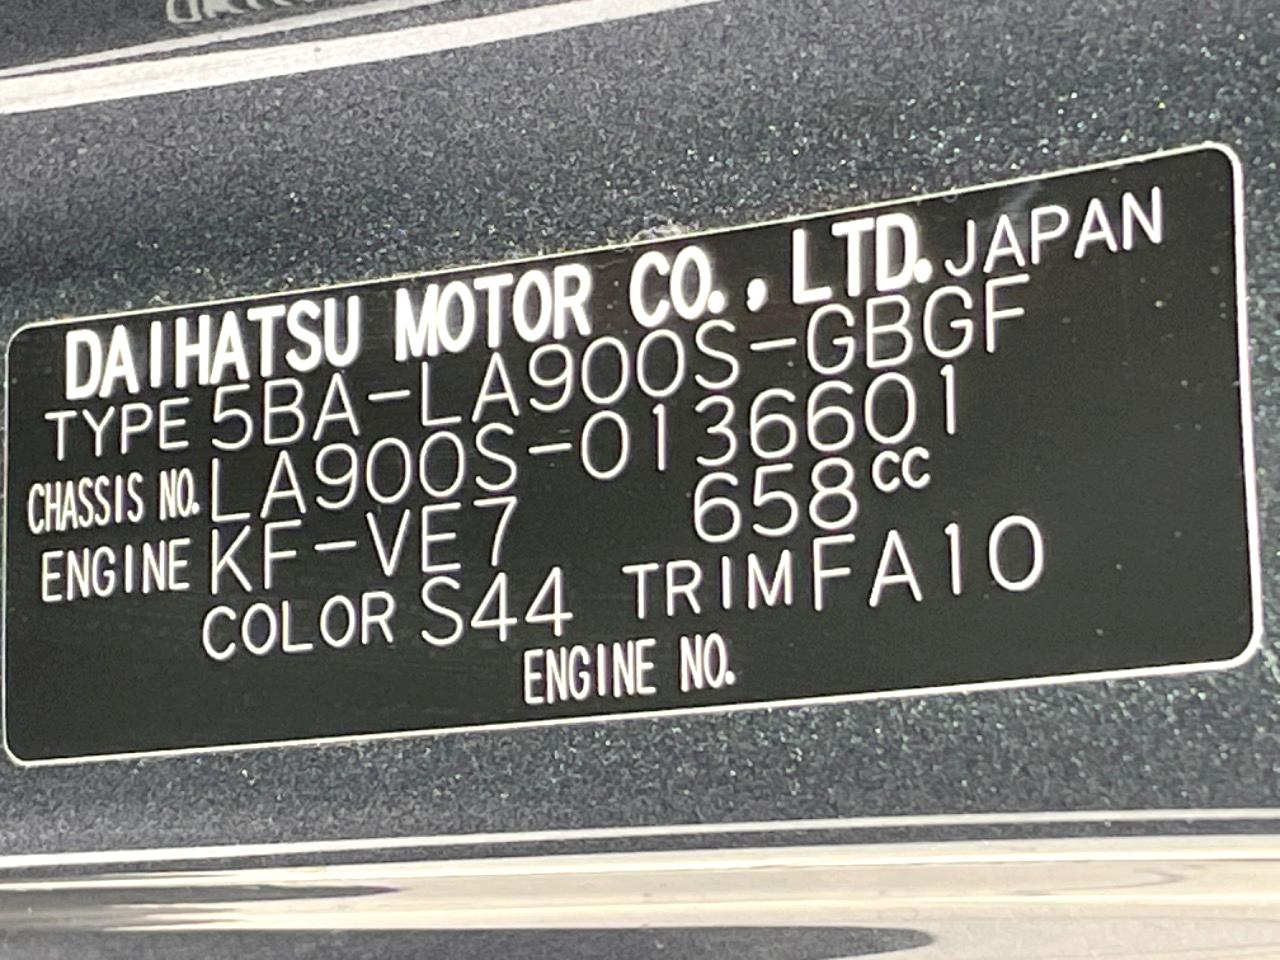 DAIHATSU MOTOR CO., LTD. JAPAN
TYPE 5BA-LA900S-GBGF
CHASSIS NO. LA900S-0136601
ENGINE KF-VE7 658cc
COLOR S44 TRIM FA10
ENGINE NO.